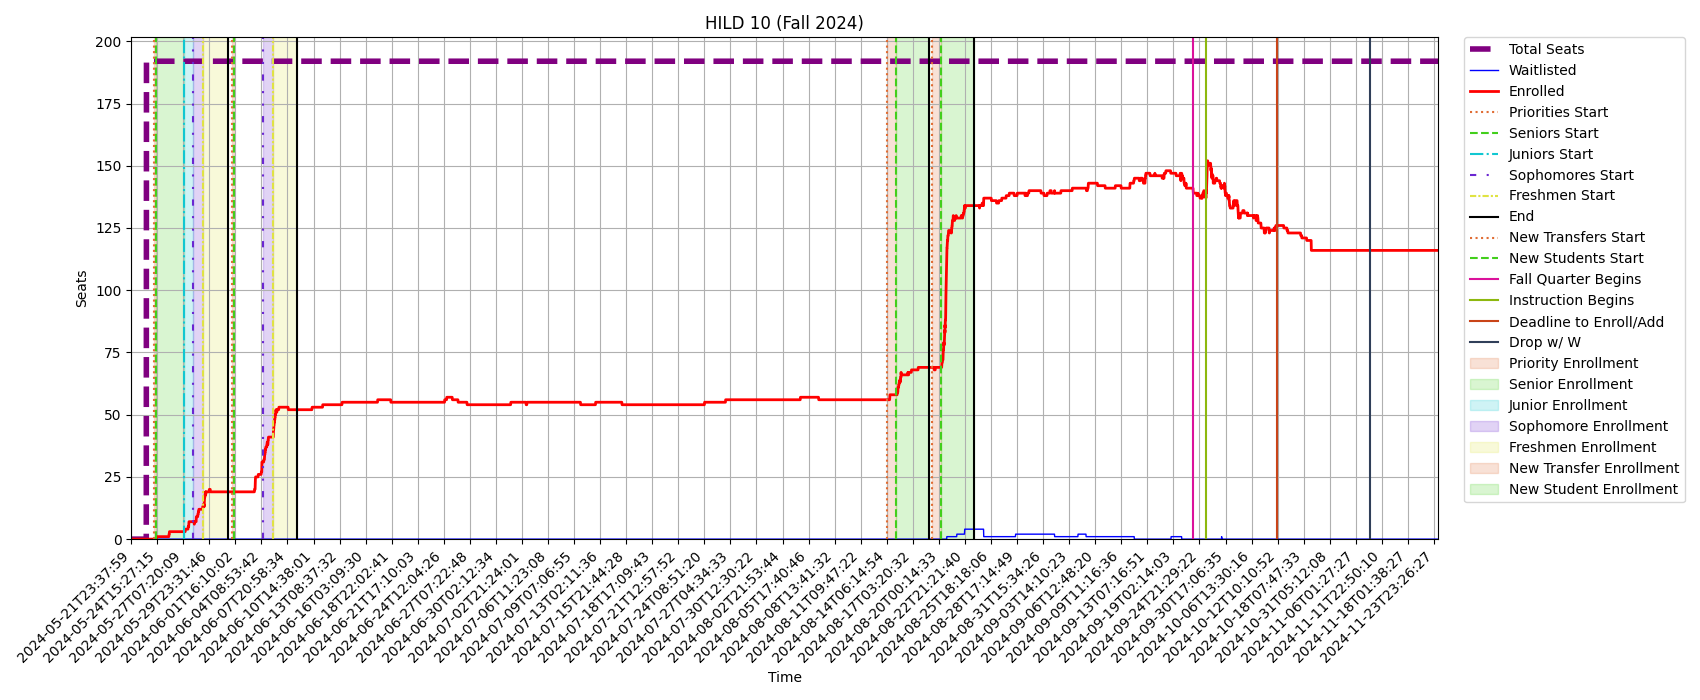 HILD 10 (Fall 2024)
200
175
150
125
100
75
50
25
0
Seats
2024-05-21T23:37:59
2024-05-24T15:27:15
2024-05-27T07:20:09
2024-05-29T23:31:46
2024-06-01T16:10:02
2024-06-04T08:53:42
2024-06-07T20:58:34
2024-06-10T14:38:01
2024-06-13T08:37:32
2024-06-16T03:09:30
2024-06-18T22:02:41
2024-06-21T17:10:03
2024-06-24T12:04:26
2024-06-27T07:22:48
2024-06-30T02:12:34
2024-07-02T21:24:01
2024-07-06T11:23:08
2024-07-09T07:06:55
2024-07-13T02:11:36
2024-07-15T21:44:28
2024-07-18T17:09:43
2024-07-21T12:57:52
2024-07-24T08:51:20
2024-07-27T04:34:33
2024-07-30T12:30:22
2024-08-02T21:53:44
2024-08-05T17:40:46
2024-08-08T13:41:32
2024-08-11T09:47:22
2024-08-14T06:14:54
2024-08-17T03:20:32
2024-08-20T00:14:33
2024-08-22T21:21:40
2024-08-25T18:18:06
2024-08-28T17:14:49
2024-08-31T15:34:26
2024-09-03T14:10:23
2024-09-06T12:48:20
2024-09-09T11:16:36
2024-09-13T07:16:51
2024-09-19T02:14:03
2024-09-24T21:29:22
2024-09-30T17:06:35
2024-10-06T13:30:16
2024-10-12T10:10:52
2024-10-18T07:47:33
2024-10-31T05:12:08
2024-11-06T01:27:27
2024-11-11T22:50:10
2024-11-18T01:38:27
2024-11-23T23:26:27
Time
Total Seats
Waitlisted
Enrolled
Priorities Start
Seniors Start
Juniors Start
Sophomores Start
Freshmen Start
End
New Transfers Start
New Students Start
Fall Quarter Begins
Instruction Begins
Deadline to Enroll/Add
Drop w/ W
Priority Enrollment
Senior Enrollment
Junior Enrollment
Sophomore Enrollment
Freshmen Enrollment
New Transfer Enrollment
New Student Enrollment